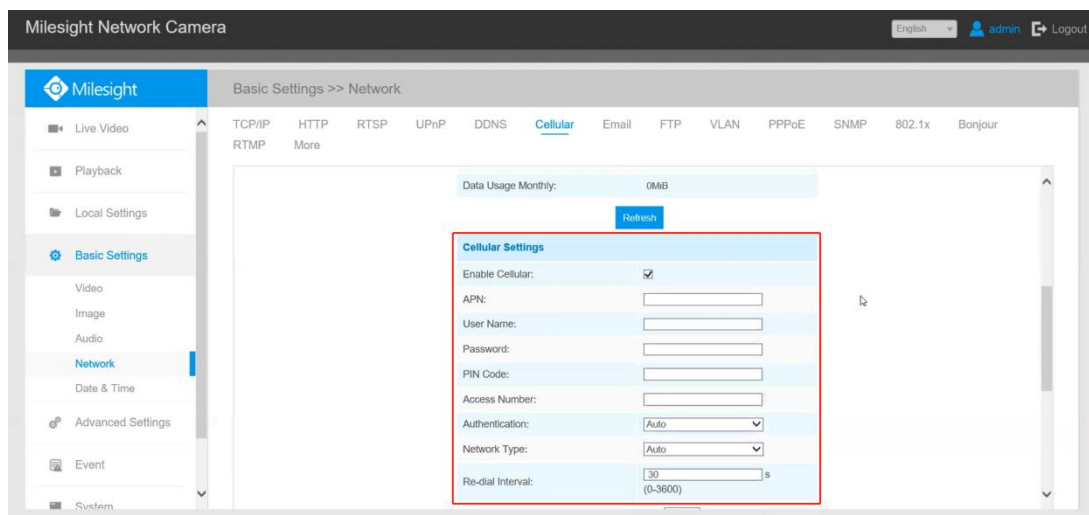 Milesight Network Camera
English
admin
Logout
Milesight
Basic Settings >> Network
Live Video
Playback
Local Settings
Basic Settings
Video
Image
Audio
Network
Date & Time
Advanced Settings
Event
System
TCP/IP HTTP RTSP UPnP DDNS Cellular Email FTP VLAN PPPoE SNMP 802.1x Bonjour
RTMP More
Data Usage Monthly: 0MiB
Refresh
Cellular Settings
Enable Cellular:
APN:
User Name:
Password:
PIN Code:
Access Number:
Authentication: Auto
Network Type: Auto
Re-dial Interval: 30 s
(0-3600)